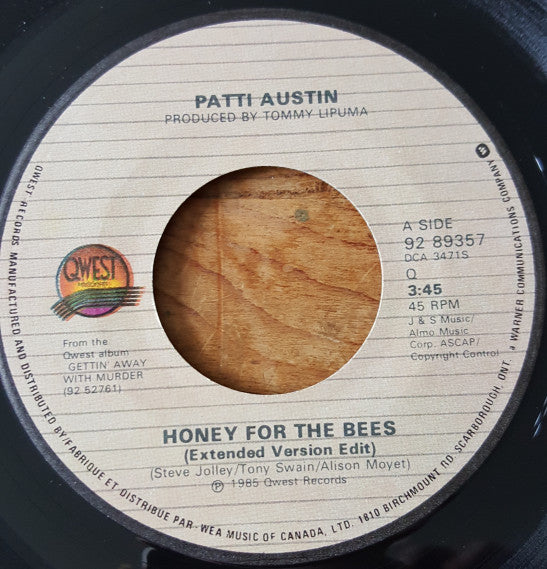 PATTI AUSTIN
PRODUCED BY TOMMY LIPUMA
A SIDE
92 89357
DCA 3471S
Q
3:45
45 RPM
J & S Music/
Almo Music
Corp. ASCAP/
Copyright Control
QWEST
RECORDS
From the
Qwest album
GETTIN' AWAY
WITH MURDER
(92 52761)
HONEY FOR THE BEES
(Extended Version Edit)
(Steve Jolley/Tony Swain/Alison Moyet)
℗ 1985 Qwest Records
QWEST RECORDS MANUFACTURED AND DISTRIBUTED BY/FABRIQUE ET DISTRIBUE PAR-WEA MUSIC OF CANADA, LTD. 1810 BIRCHMOUNT RD. SCARBOROUGH, ONT. A WARNER COMMUNICATIONS COMPANY